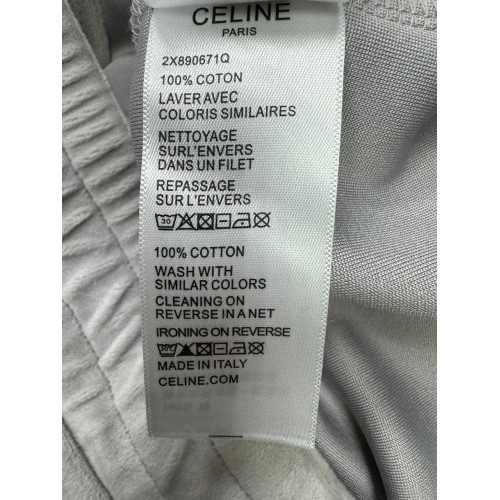 CELINE
PARIS
2X890671Q
100% COTON
LAVER AVEC
COLORIS SIMILAIRES
NETTOYAGE
SURL'ENVERS
DANS UN FILET
REPASSAGE
SUR L'ENVERS
30
100% COTTON
WASH WITH
SIMILAR COLORS
CLEANING ON
REVERSE IN A NET
IRONING ON REVERSE
MADE IN ITALY
CELINE.COM